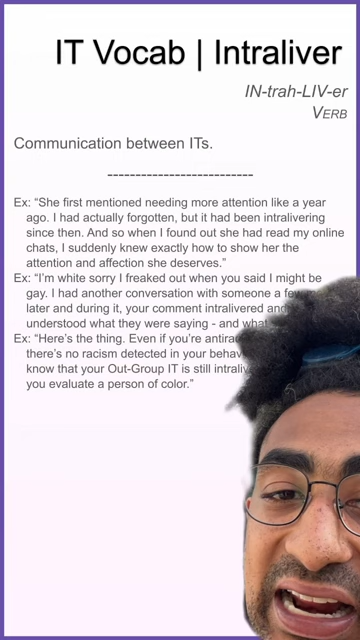 IT Vocab | Intraliver
IN-trah-LIV-er
VERB
Communication between ITs.
--------------------------
Ex: “She first mentioned needing more attention like a year
ago. I had actually forgotten, but it had been intralivering
since then. And so when I found out she had read my online
chats, I suddenly knew exactly how to show her the
attention and affection she deserves.”
Ex: “I’m white sorry I freaked out when you said I might be
gay. I had another conversation with someone a
later and during it, your comment intralivered and
understood what they were saying - and what
Ex: “Here’s the thing. Even if you’re
there’s no racism detected in your
know that your Out-Group IT is still
you evaluate a person of color.”